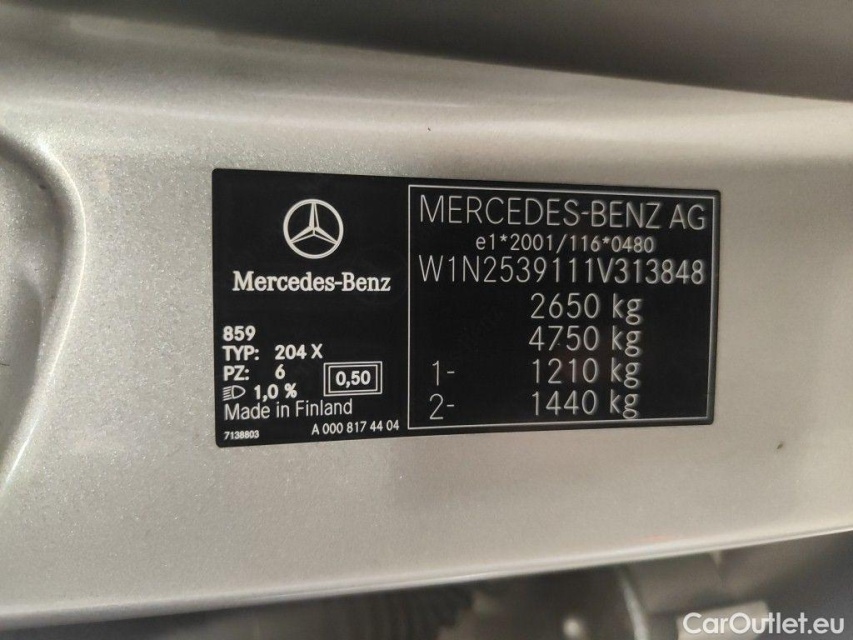 Mercedes-Benz
859
TYP: 204 X
PZ: 6
1,0 %
0,50
Made in Finland
7138803
A 000 817 44 04
MERCEDES-BENZ AG
e1*2001/116*0480
W1N2539111V313848
2650 kg
4750 kg
1- 1210 kg
2- 1440 kg
CarOutlet.eu